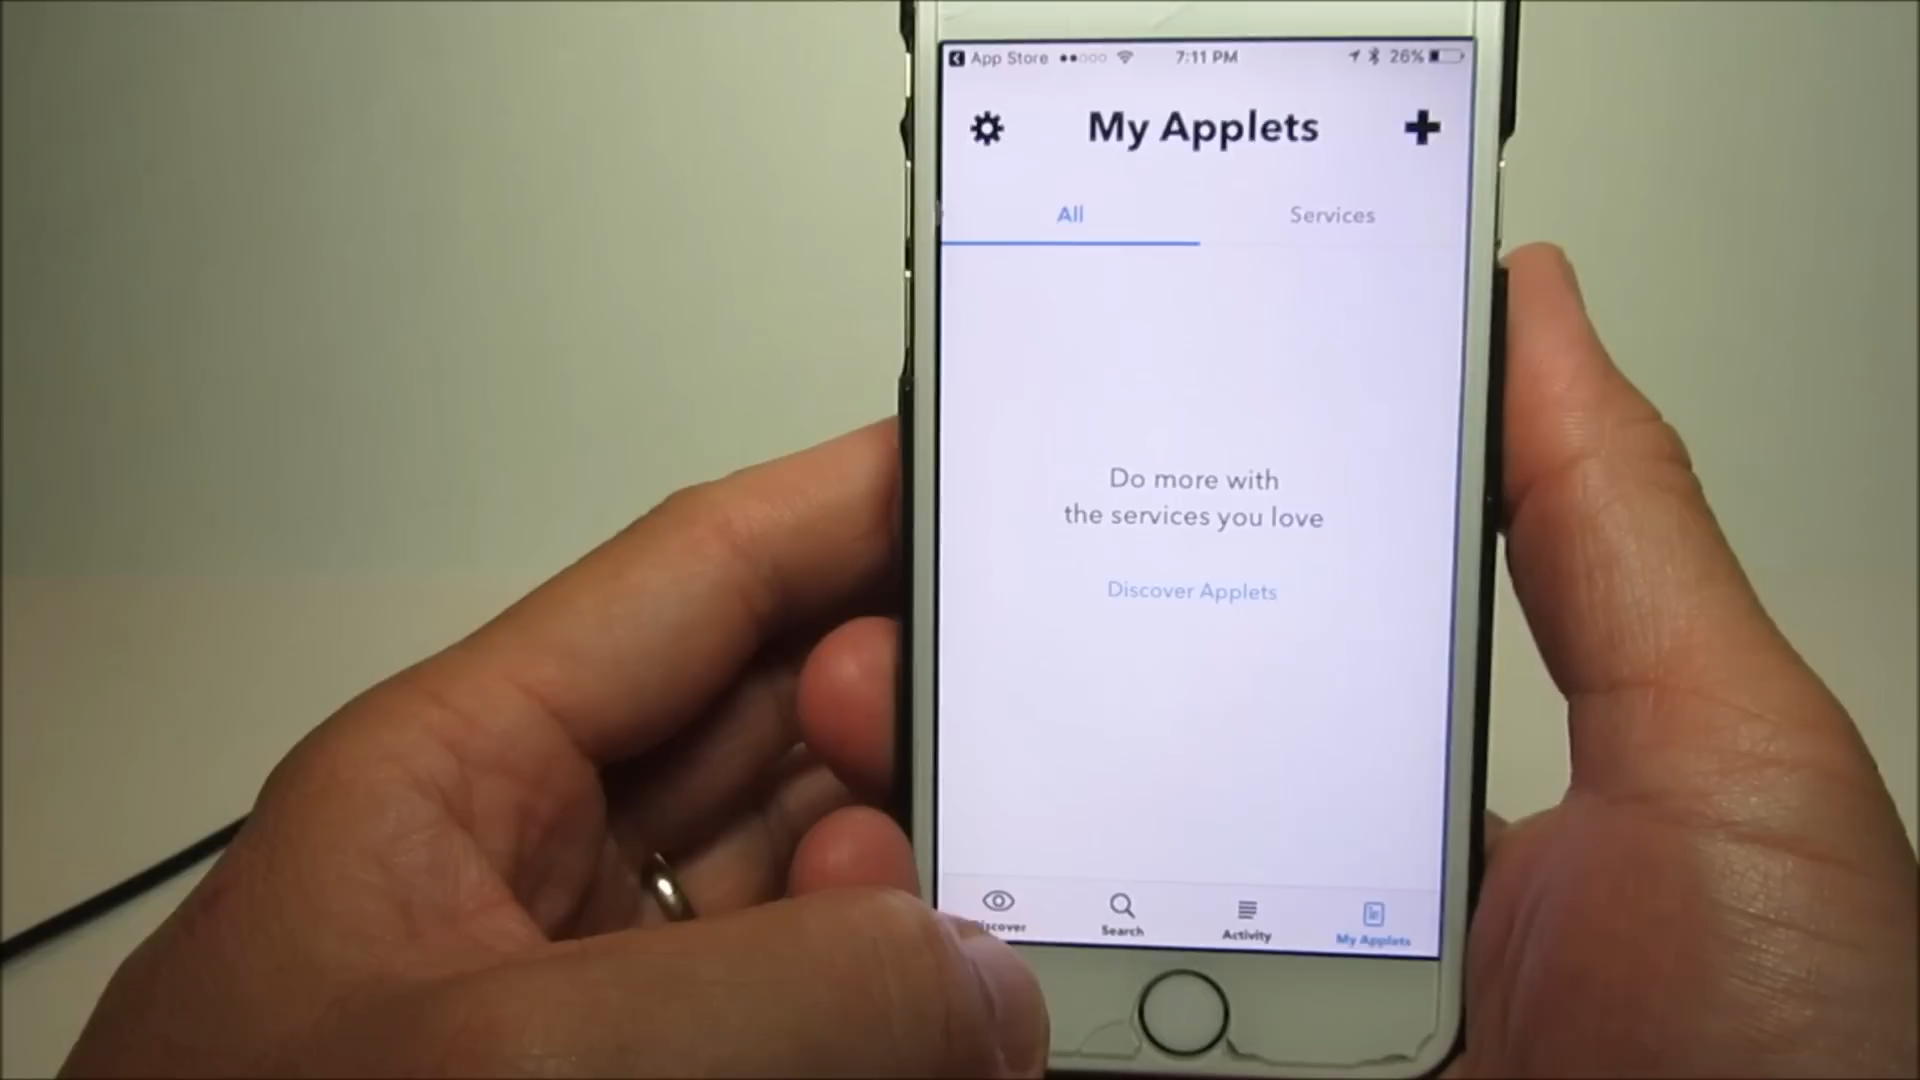 App Store 7:11 PM 26%
My Applets
All Services
Do more with
the services you love
Discover Applets
Discover Search Activity My Applets